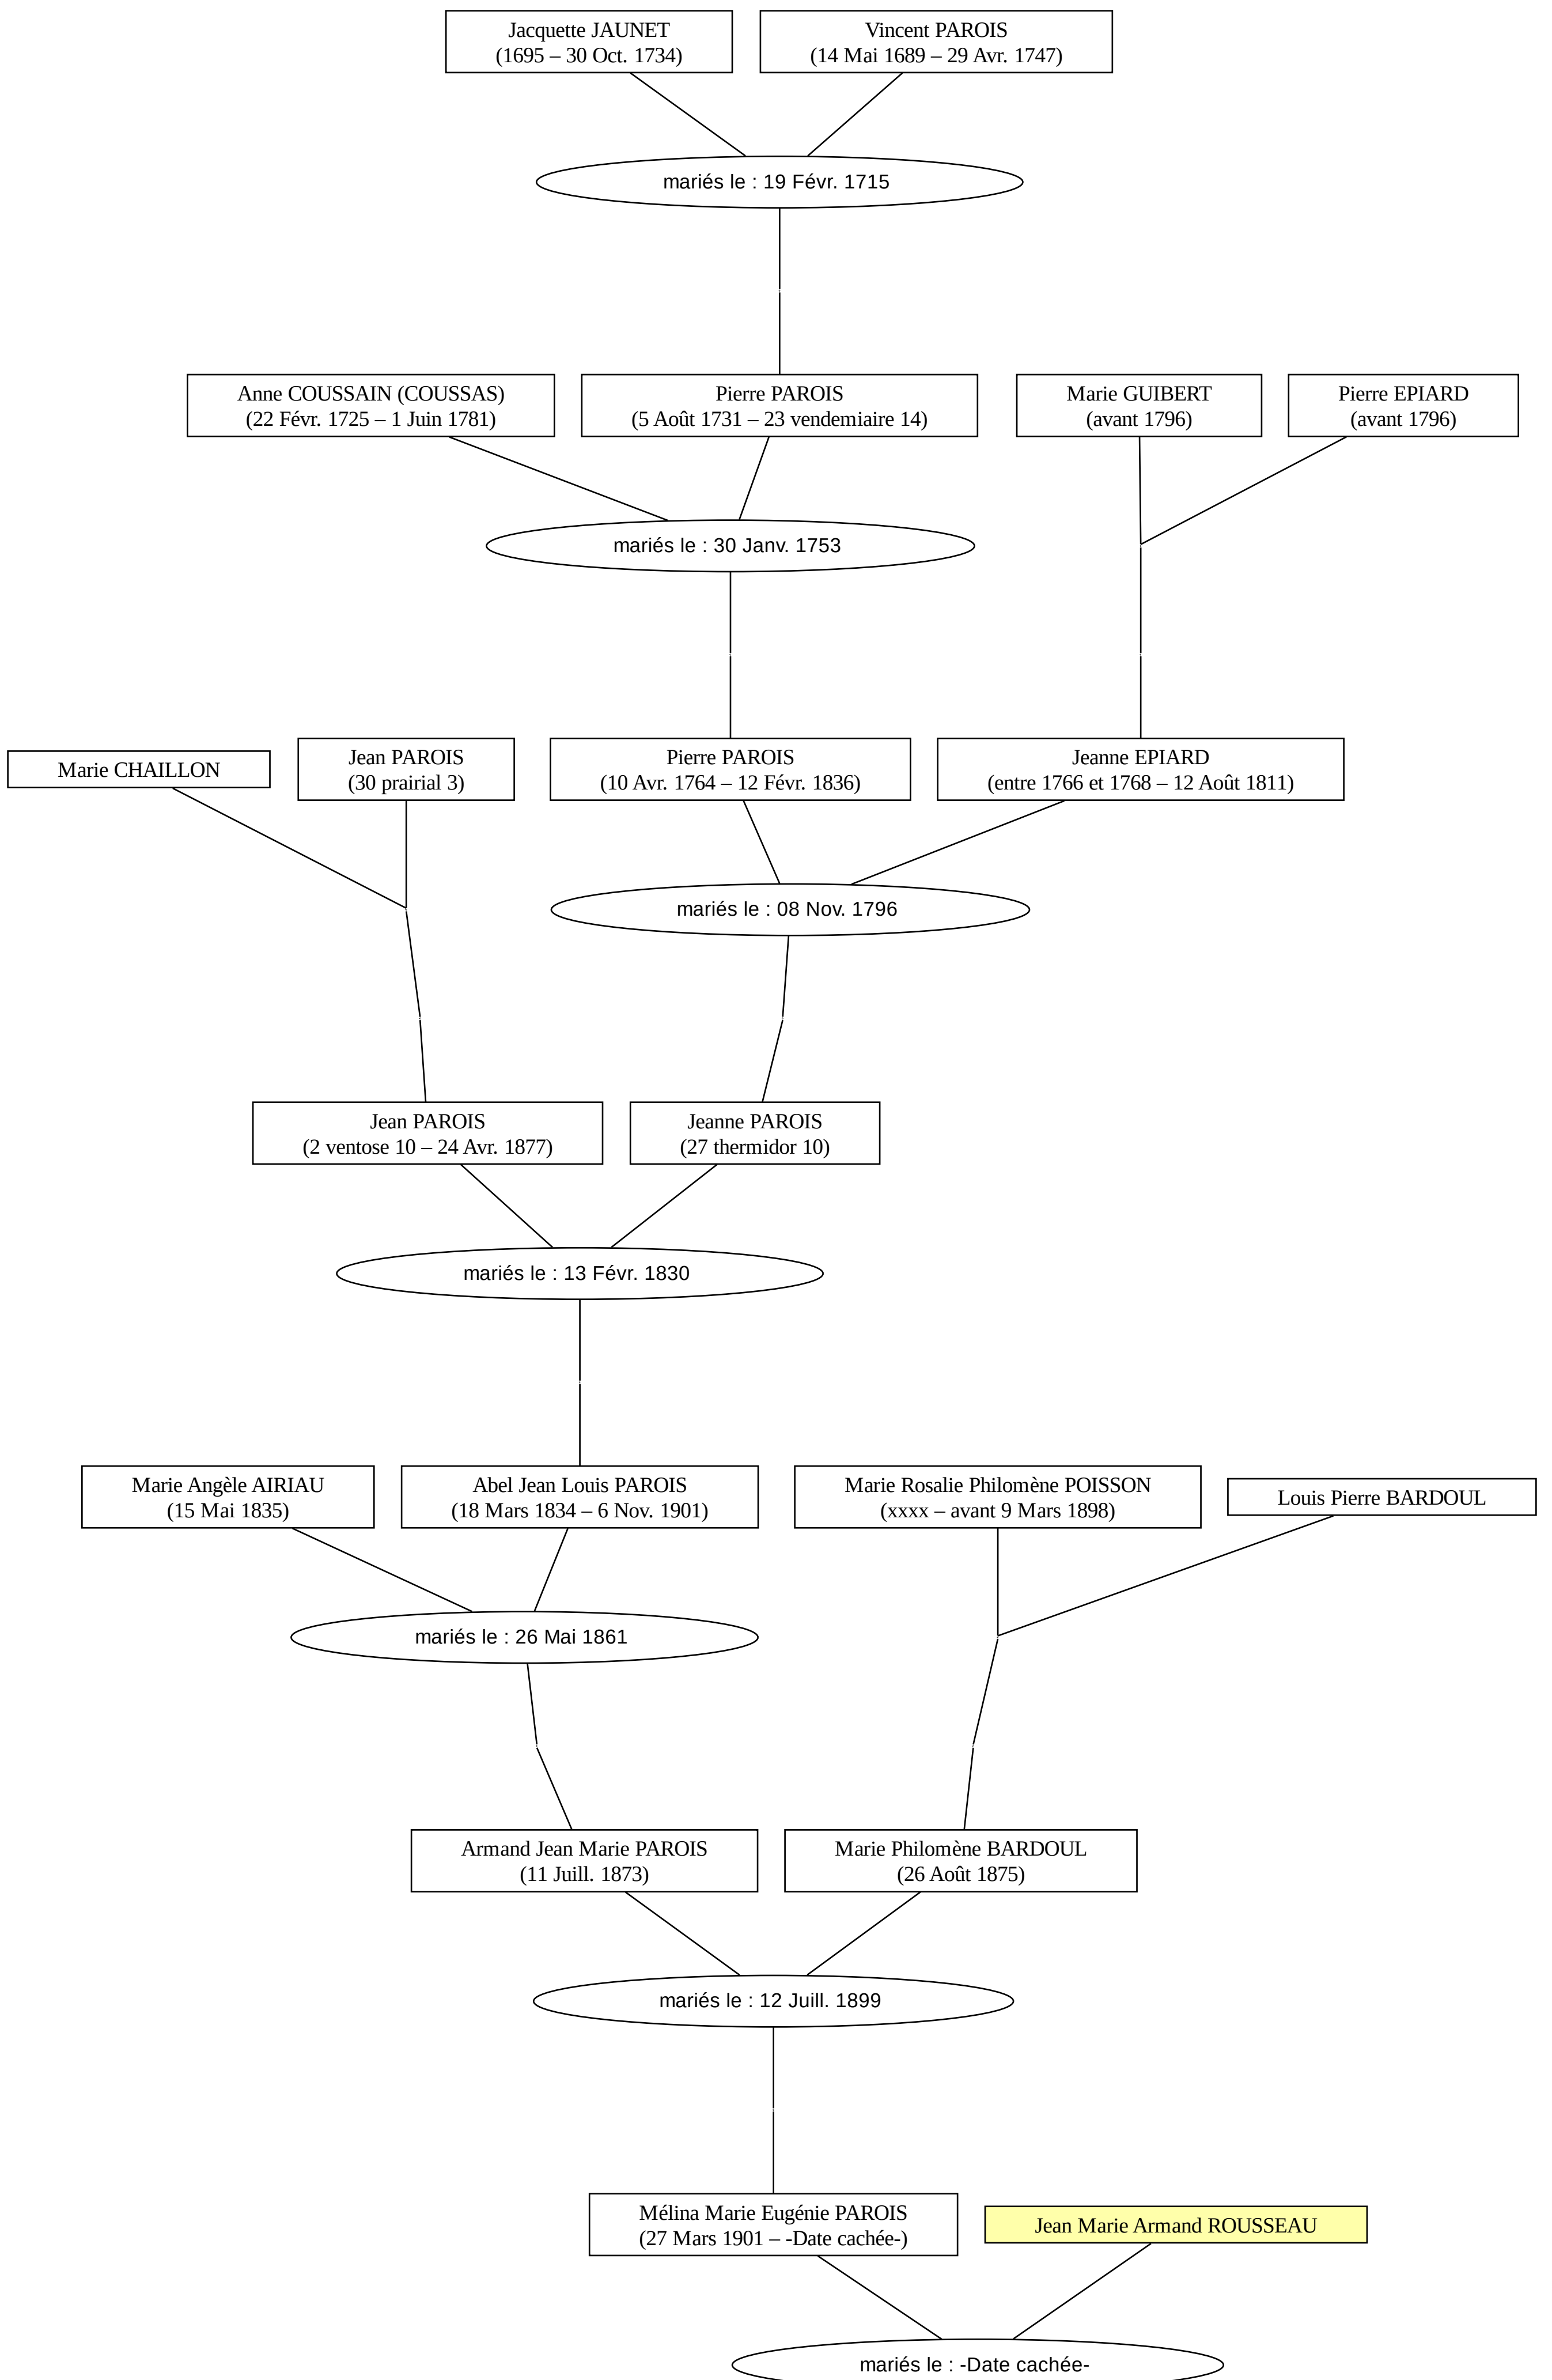 Jacquette JAUNET
(1695 – 30 Oct. 1734)
Vincent PAROIS
(14 Mai 1689 – 29 Avr. 1747)
mariés le : 19 Févr. 1715
Anne COUSSAIN (COUSSAS)
(22 Févr. 1725 – 1 Juin 1781)
Pierre PAROIS
(5 Août 1731 – 23 vendemiaire 14)
Marie GUIBERT
(avant 1796)
Pierre EPIARD
(avant 1796)
mariés le : 30 Janv. 1753
Marie CHAILLON
Jean PAROIS
(30 prairial 3)
Pierre PAROIS
(10 Avr. 1764 – 12 Févr. 1836)
Jeanne EPIARD
(entre 1766 et 1768 – 12 Août 1811)
mariés le : 08 Nov. 1796
Jean PAROIS
(2 ventose 10 – 24 Avr. 1877)
Jeanne PAROIS
(27 thermidor 10)
mariés le : 13 Févr. 1830
Marie Angèle AIRIAU
(15 Mai 1835)
Abel Jean Louis PAROIS
(18 Mars 1834 – 6 Nov. 1901)
Marie Rosalie Philomène POISSON
(xxxx – avant 9 Mars 1898)
Louis Pierre BARDOUL
mariés le : 26 Mai 1861
Armand Jean Marie PAROIS
(11 Juill. 1873)
Marie Philomène BARDOUL
(26 Août 1875)
mariés le : 12 Juill. 1899
Mélina Marie Eugénie PAROIS
(27 Mars 1901 – -Date cachée-)
Jean Marie Armand ROUSSEAU
mariés le : -Date cachée-